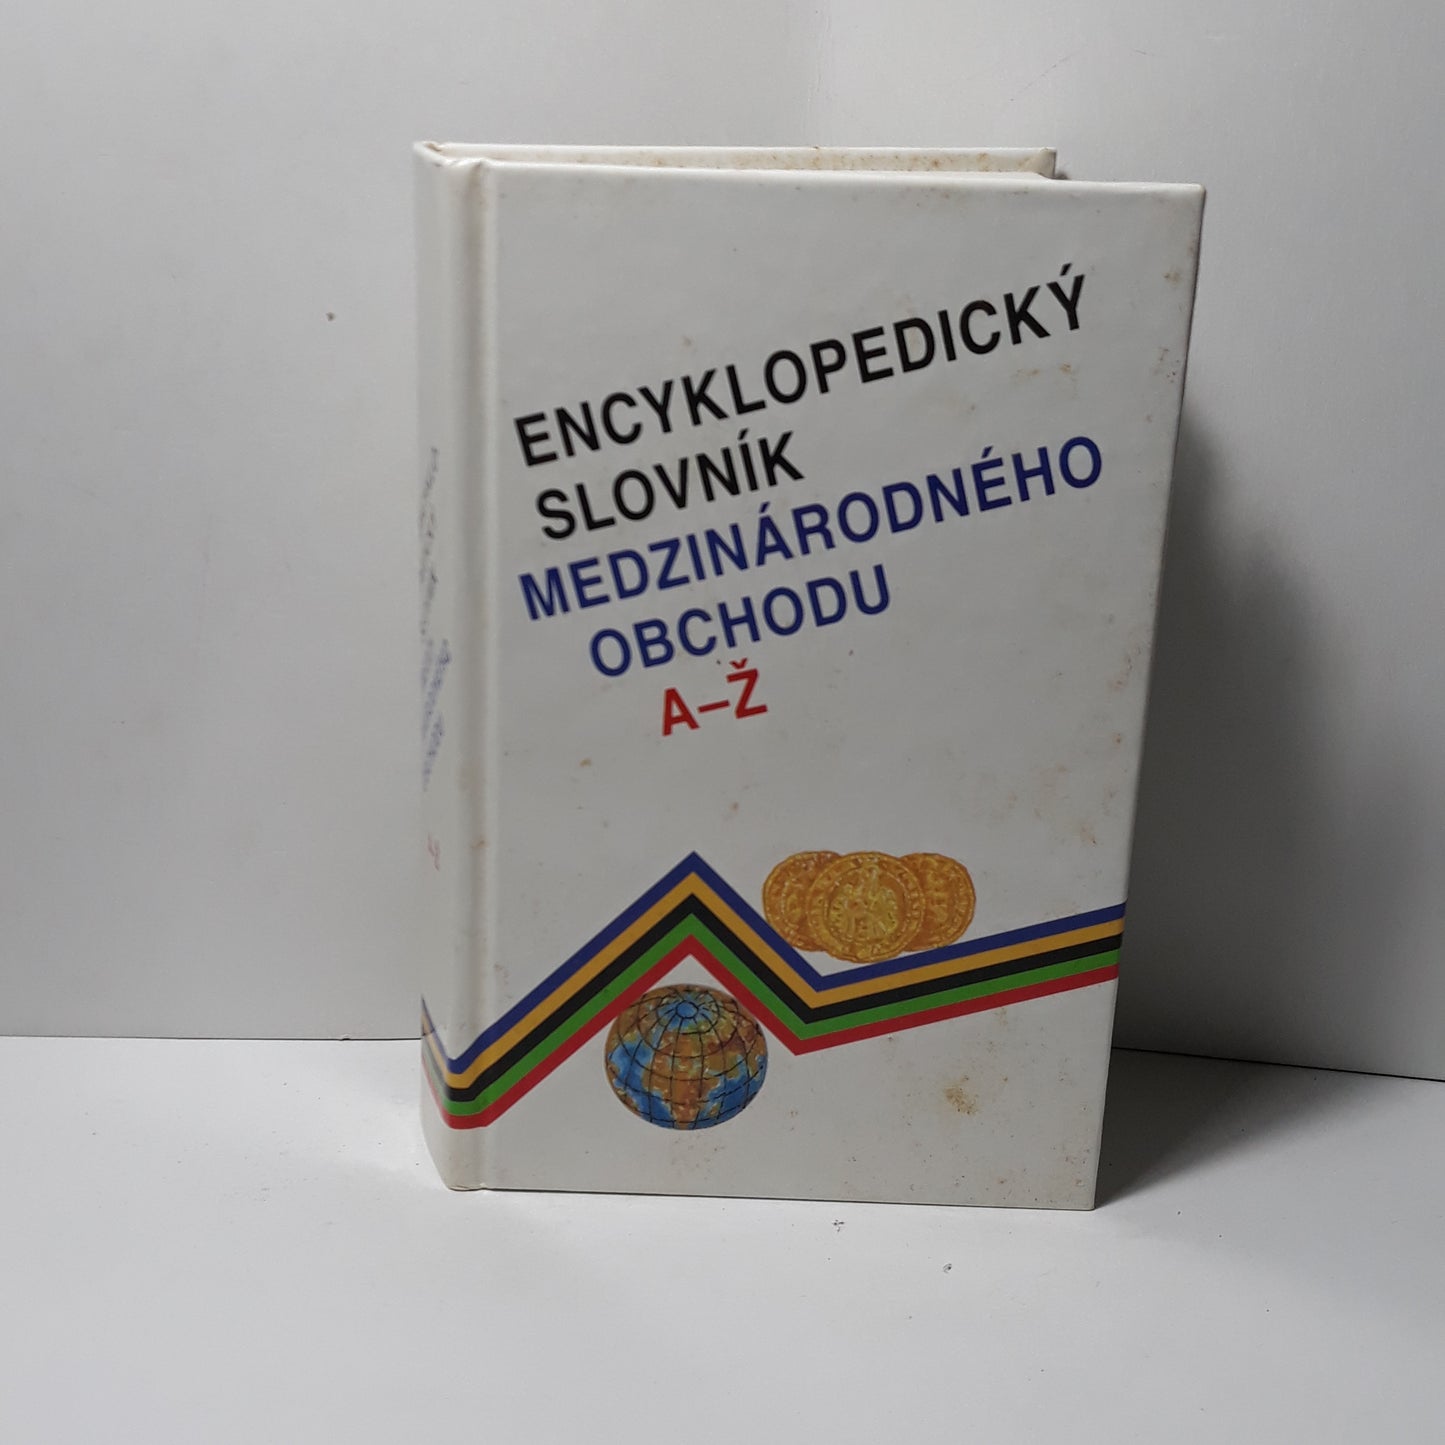 ENCYKLOPEDICKÝ
SLOVNÍK
MEDZINÁRODNÉHO
OBCHODU
A–Ž